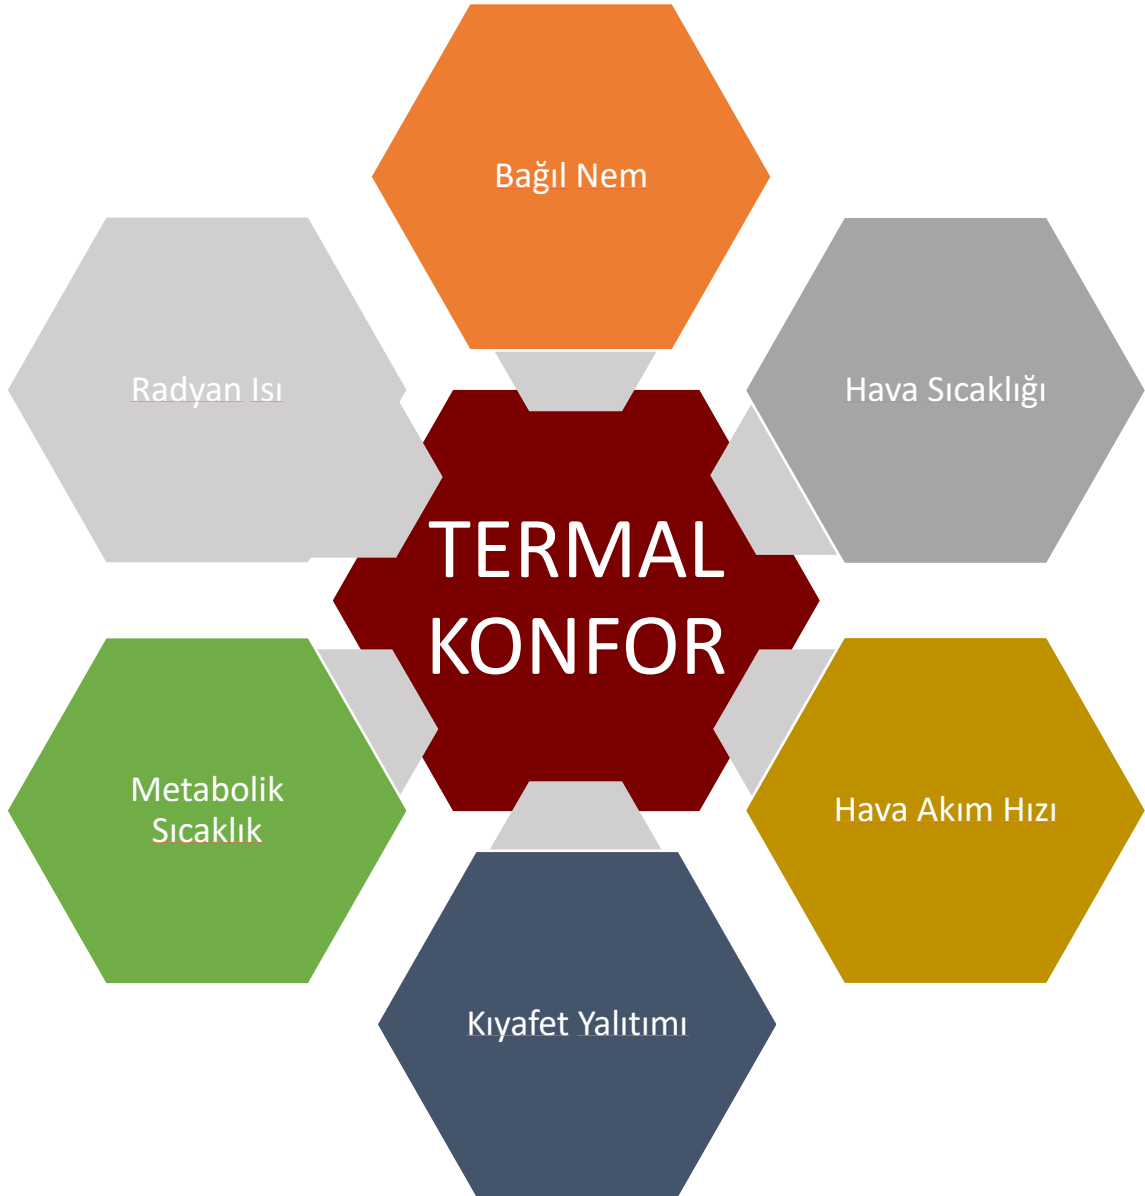 Bağıl Nem
Radyan Isı
Hava Sıcaklığı
TERMAL
KONFOR
Metabolik
Sıcaklık
Hava Akım Hızı
Kıyafet Yalıtımı